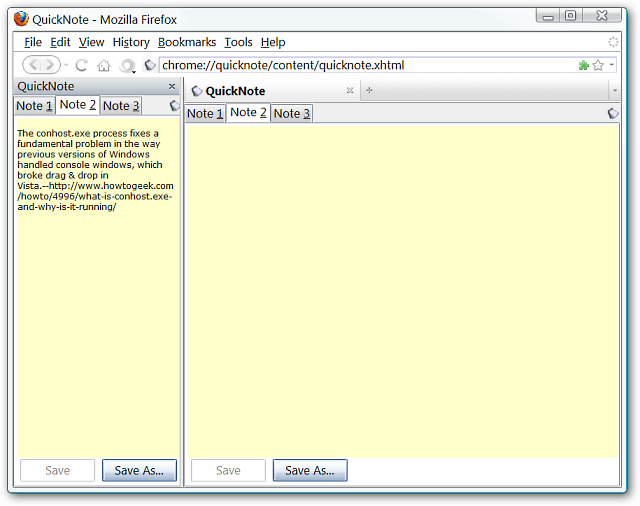 QuickNote - Mozilla Firefox
File Edit View History Bookmarks Tools Help
chrome://quicknote/content/quicknote.xhtml
QuickNote
Note 1 Note 2 Note 3
The conhost.exe process fixes a
fundamental problem in the way
previous versions of Windows
handled console windows, which
broke drag & drop in
Vista.--http://www.howtogeek.com
/howto/4996/what-is-conhost.exe-
and-why-is-it-running/
Save Save As...
QuickNote
Note 1 Note 2 Note 3
Save Save As...